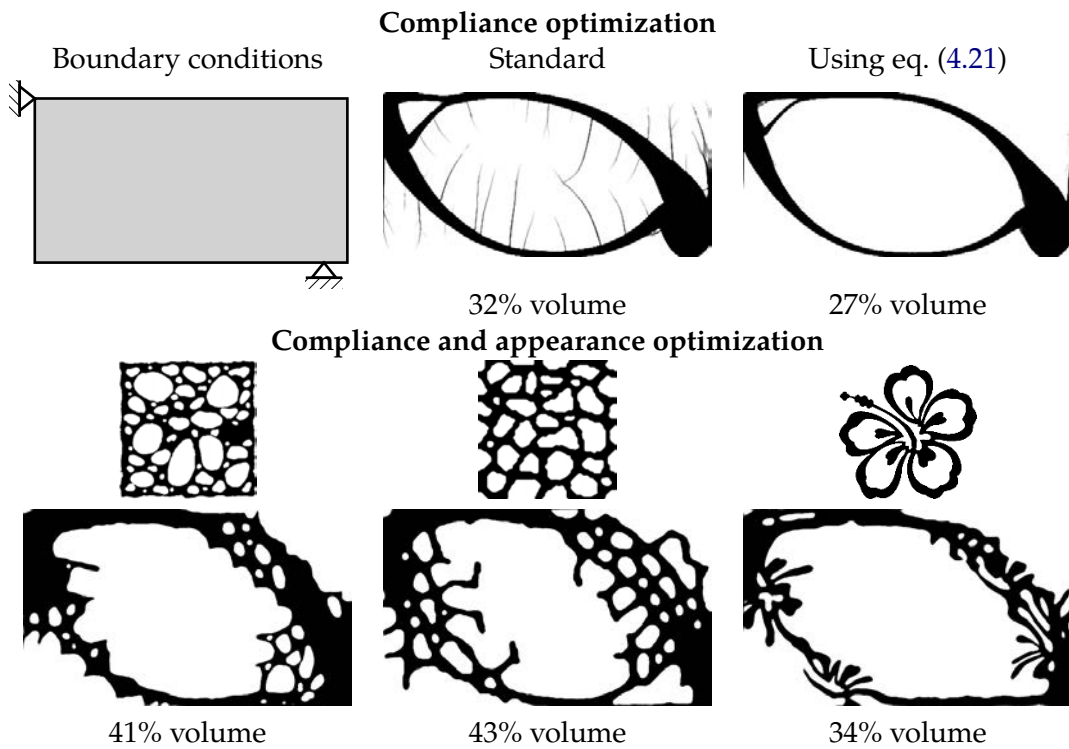 Compliance optimization
Boundary conditions
Standard
Using eq. (4.21)
32% volume
27% volume
Compliance and appearance optimization
41% volume
43% volume
34% volume